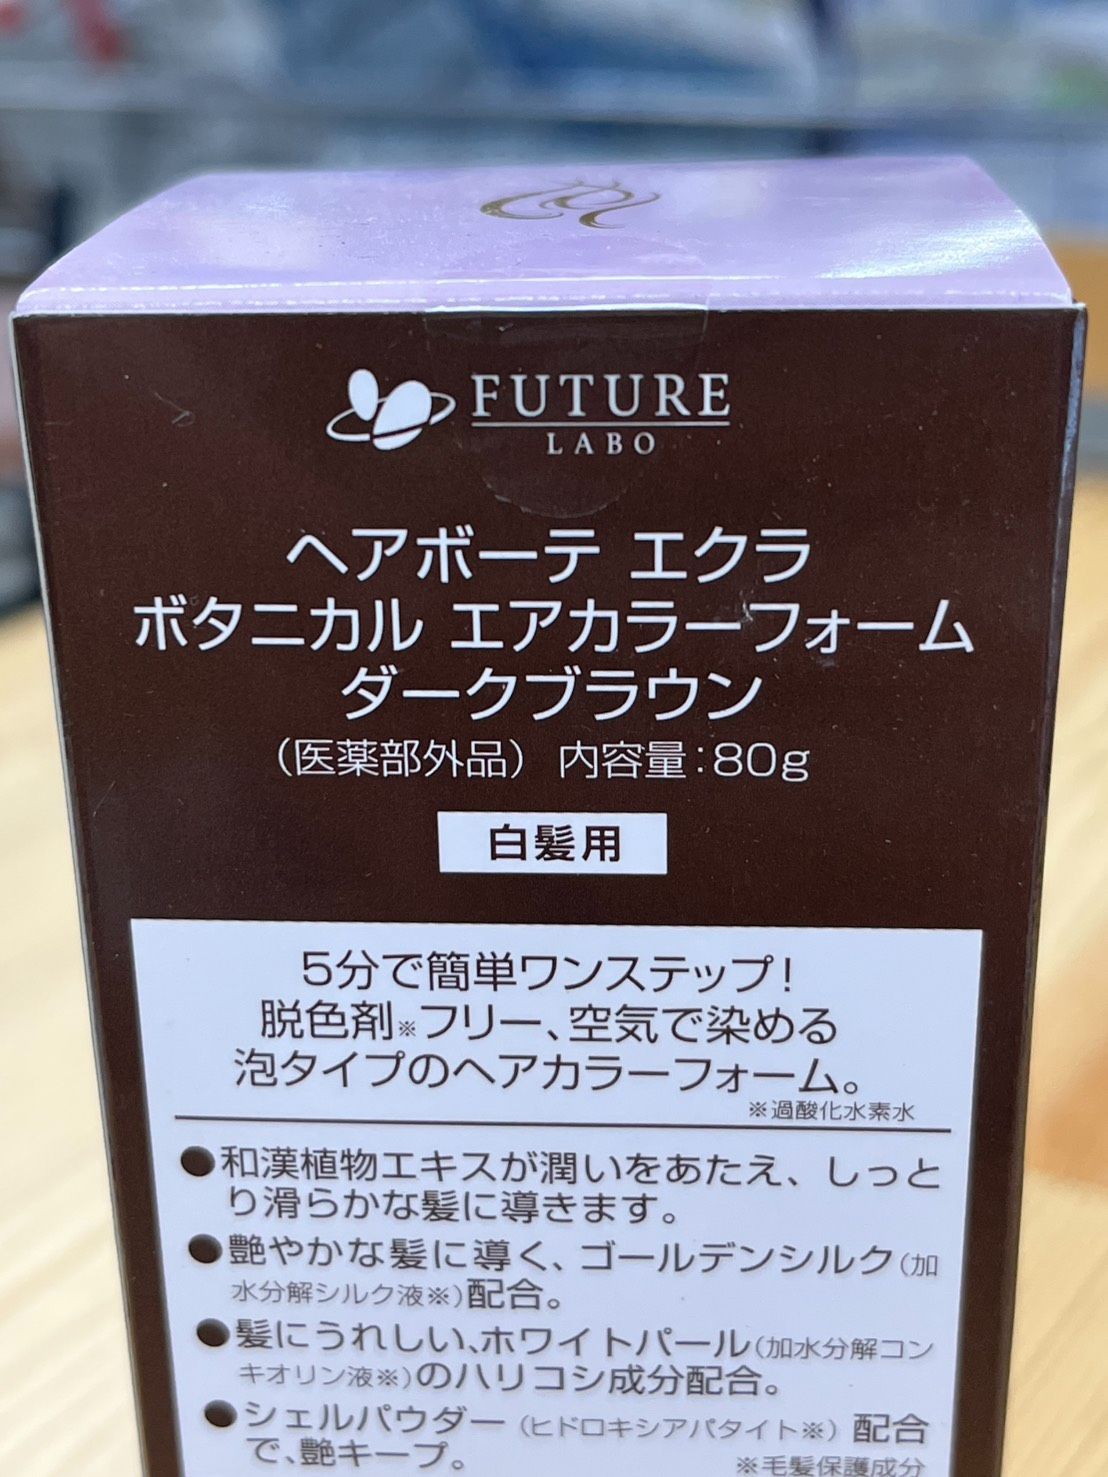 FUTURE
LABO
ヘアボーテ エクラ
ボタニカル エアカラーフォーム
ダークブラウン
（医薬部外品） 内容量：80g
白髪用
5分で簡単ワンステップ！
脱色剤※フリー、空気で染める
泡タイプのヘアカラーフォーム。
※過酸化水素水
●和漢植物エキスが潤いをあたえ、しっと
り滑らかな髪に導きます。
●艶やかな髪に導く、ゴールデンシルク（加
水分解シルク液※）配合。
●髪にうれしい、ホワイトパール（加水分解コン
キオリン液※）のハリコシ成分配合。
●シェルパウダー（ヒドロキシアパタイト※）配合
で、艶キープ。
※毛髪保護成分